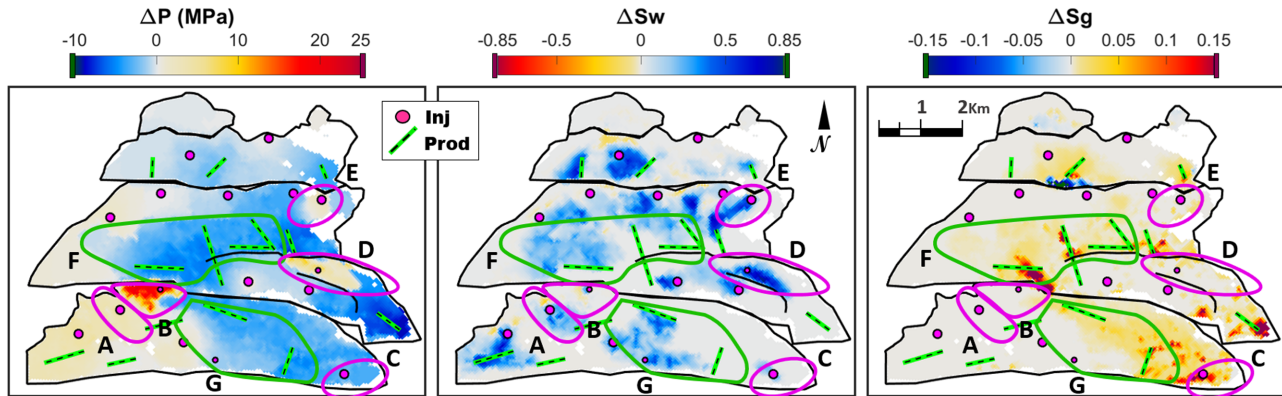 ΔP (MPa)
-10 0 10 20 25
ΔSw
-0.85 -0.5 0 0.5 0.85
ΔSg
-0.15 -0.1 -0.05 0 0.05 0.1 0.15
Inj
Prod
N
1 2Km
E
D
F
A
B
C
G
E
D
F
A
B
C
G
E
D
F
A
B
C
G